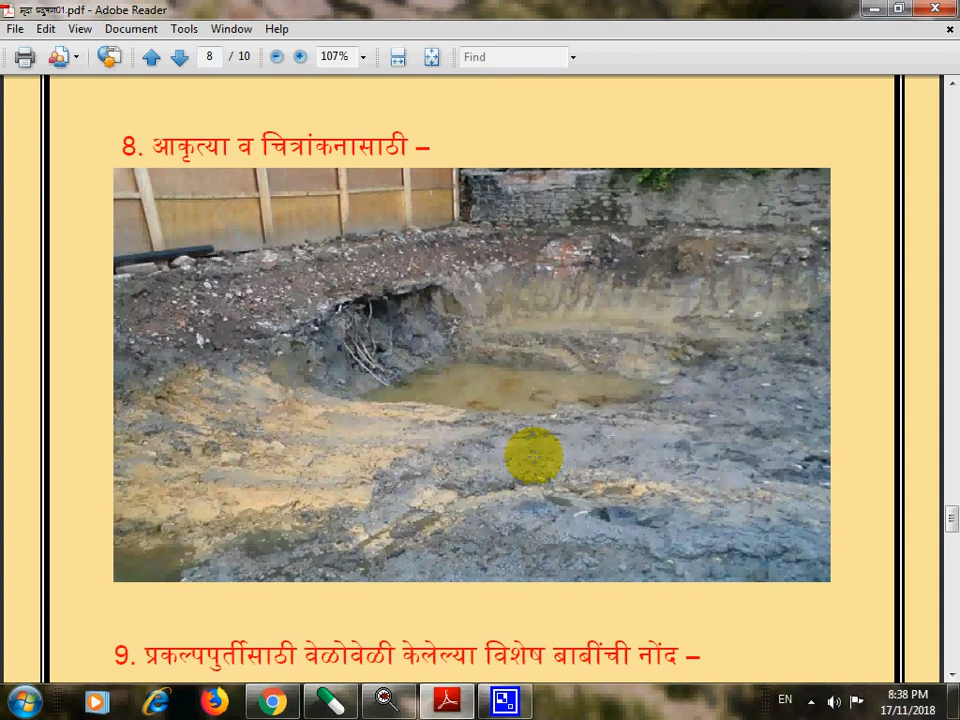 मृदा प्रदुषण01.pdf - Adobe Reader
File Edit View Document Tools Window Help
8 / 10 107% Find
8. आकृत्या व चित्रांकनासाठी –
9. प्रकल्पपुर्तीसाठी वेळोवेळी केलेल्या विशेष बाबींची नोंद –
EN 8:38 PM
17/11/2018